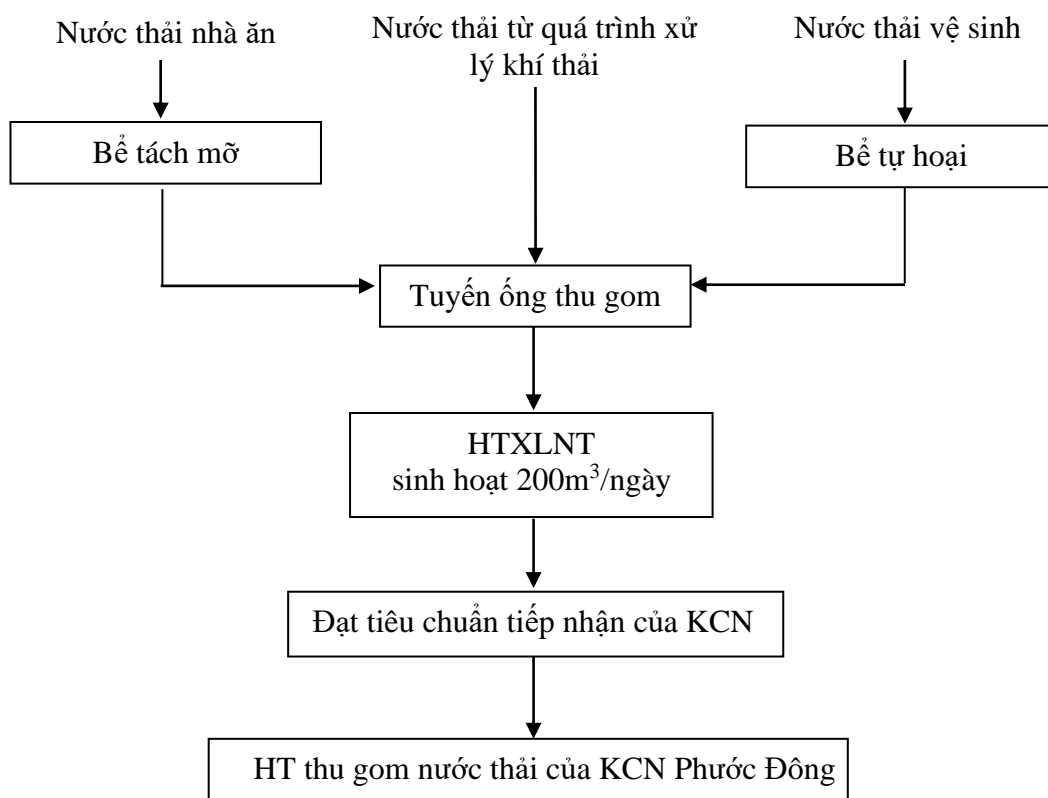 Nước thải nhà ăn
Nước thải từ quá trình xử
lý khí thải
Nước thải vệ sinh
Bể tách mỡ
Bể tự hoại
Tuyến ống thu gom
HTXLNT
sinh hoạt 200m³/ngày
Đạt tiêu chuẩn tiếp nhận của KCN
HT thu gom nước thải của KCN Phước Đông